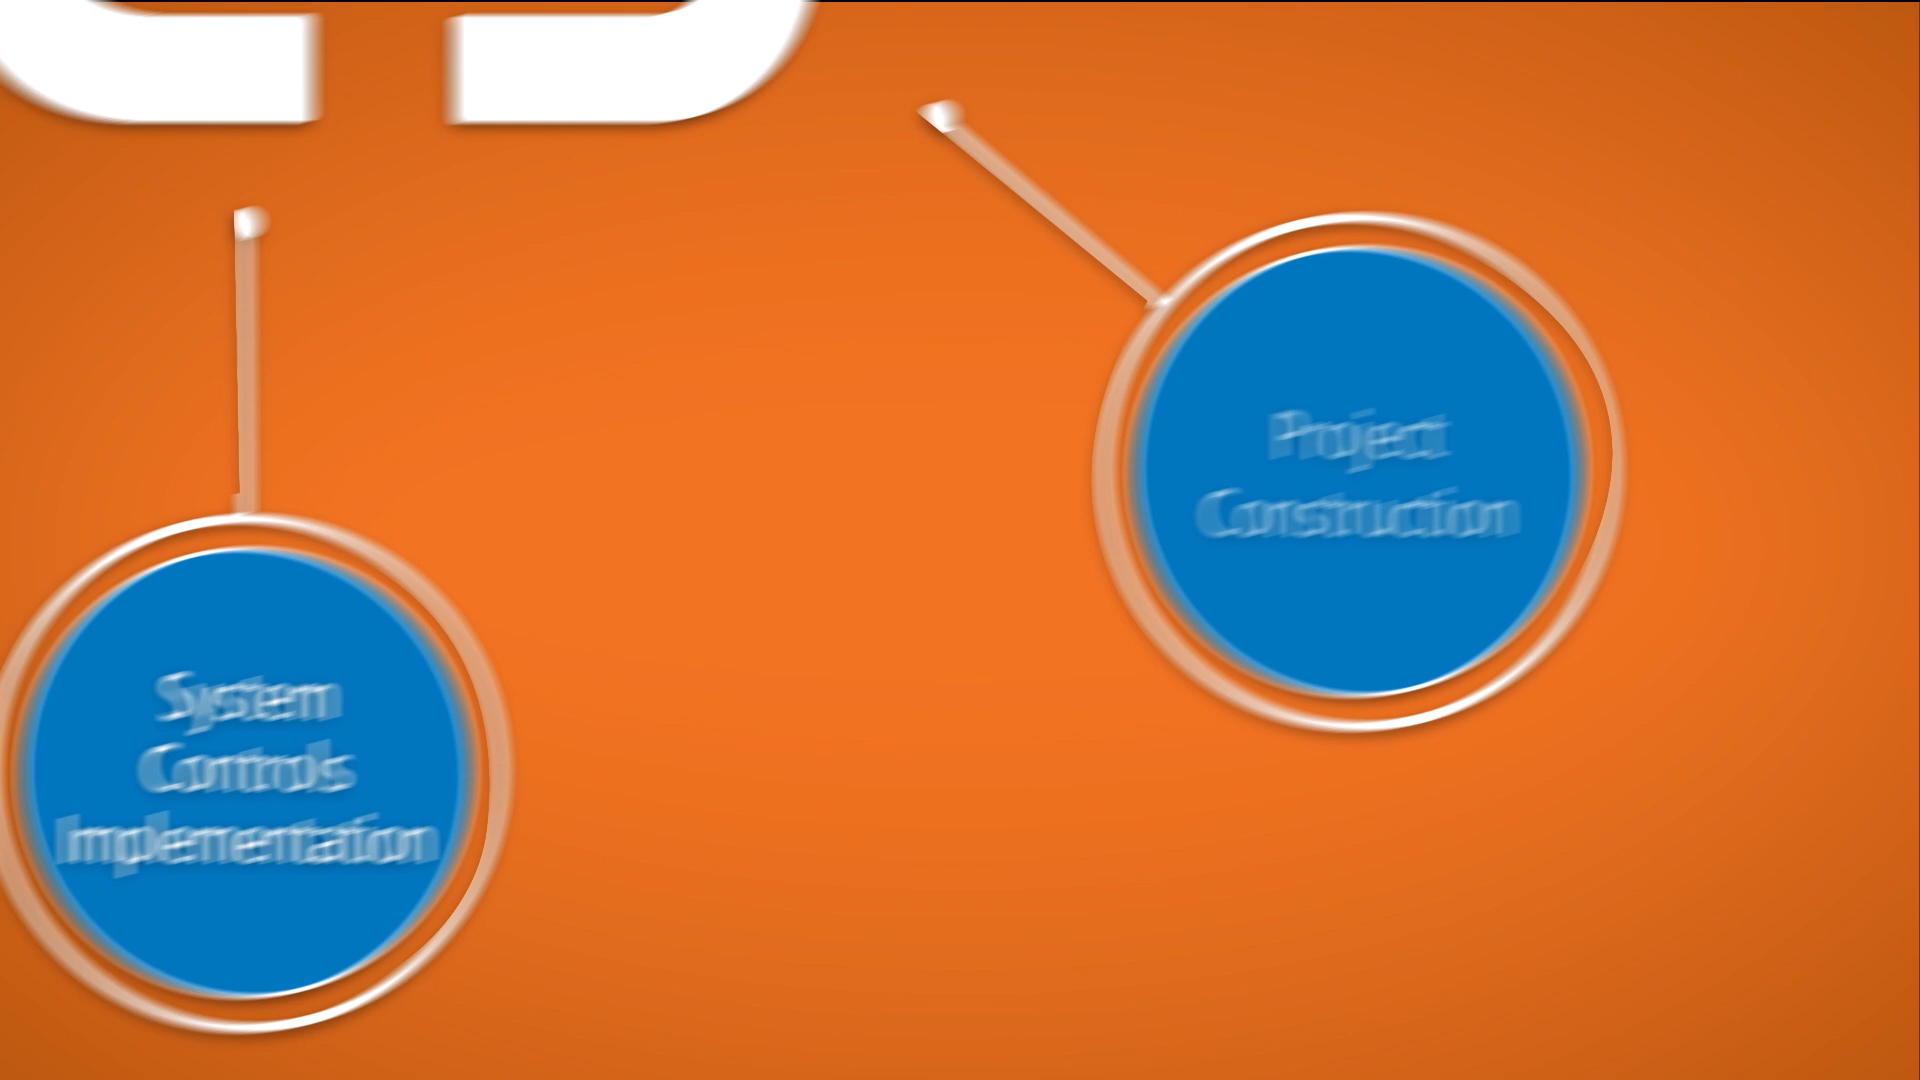 System
Controls
Implementation
Project
Construction